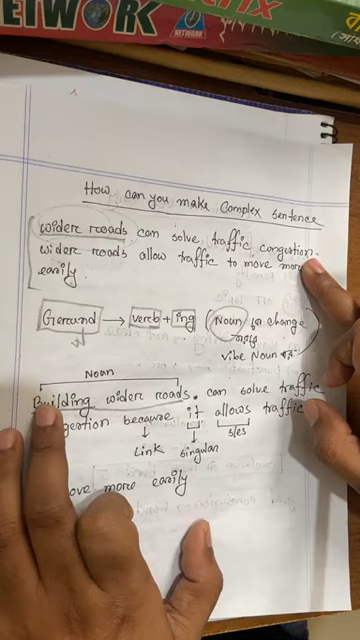 NETWORK
How can you make Complex sentence
wider roads can solve traffic congestion.
wider roads allow traffic to move more
easily.
Gerund → verb + ing (Noun
change
vibe Noun
Noan
Building wider roads. can solve traffic
gestion because it allows traffic
Link singular s/es
ove more easily